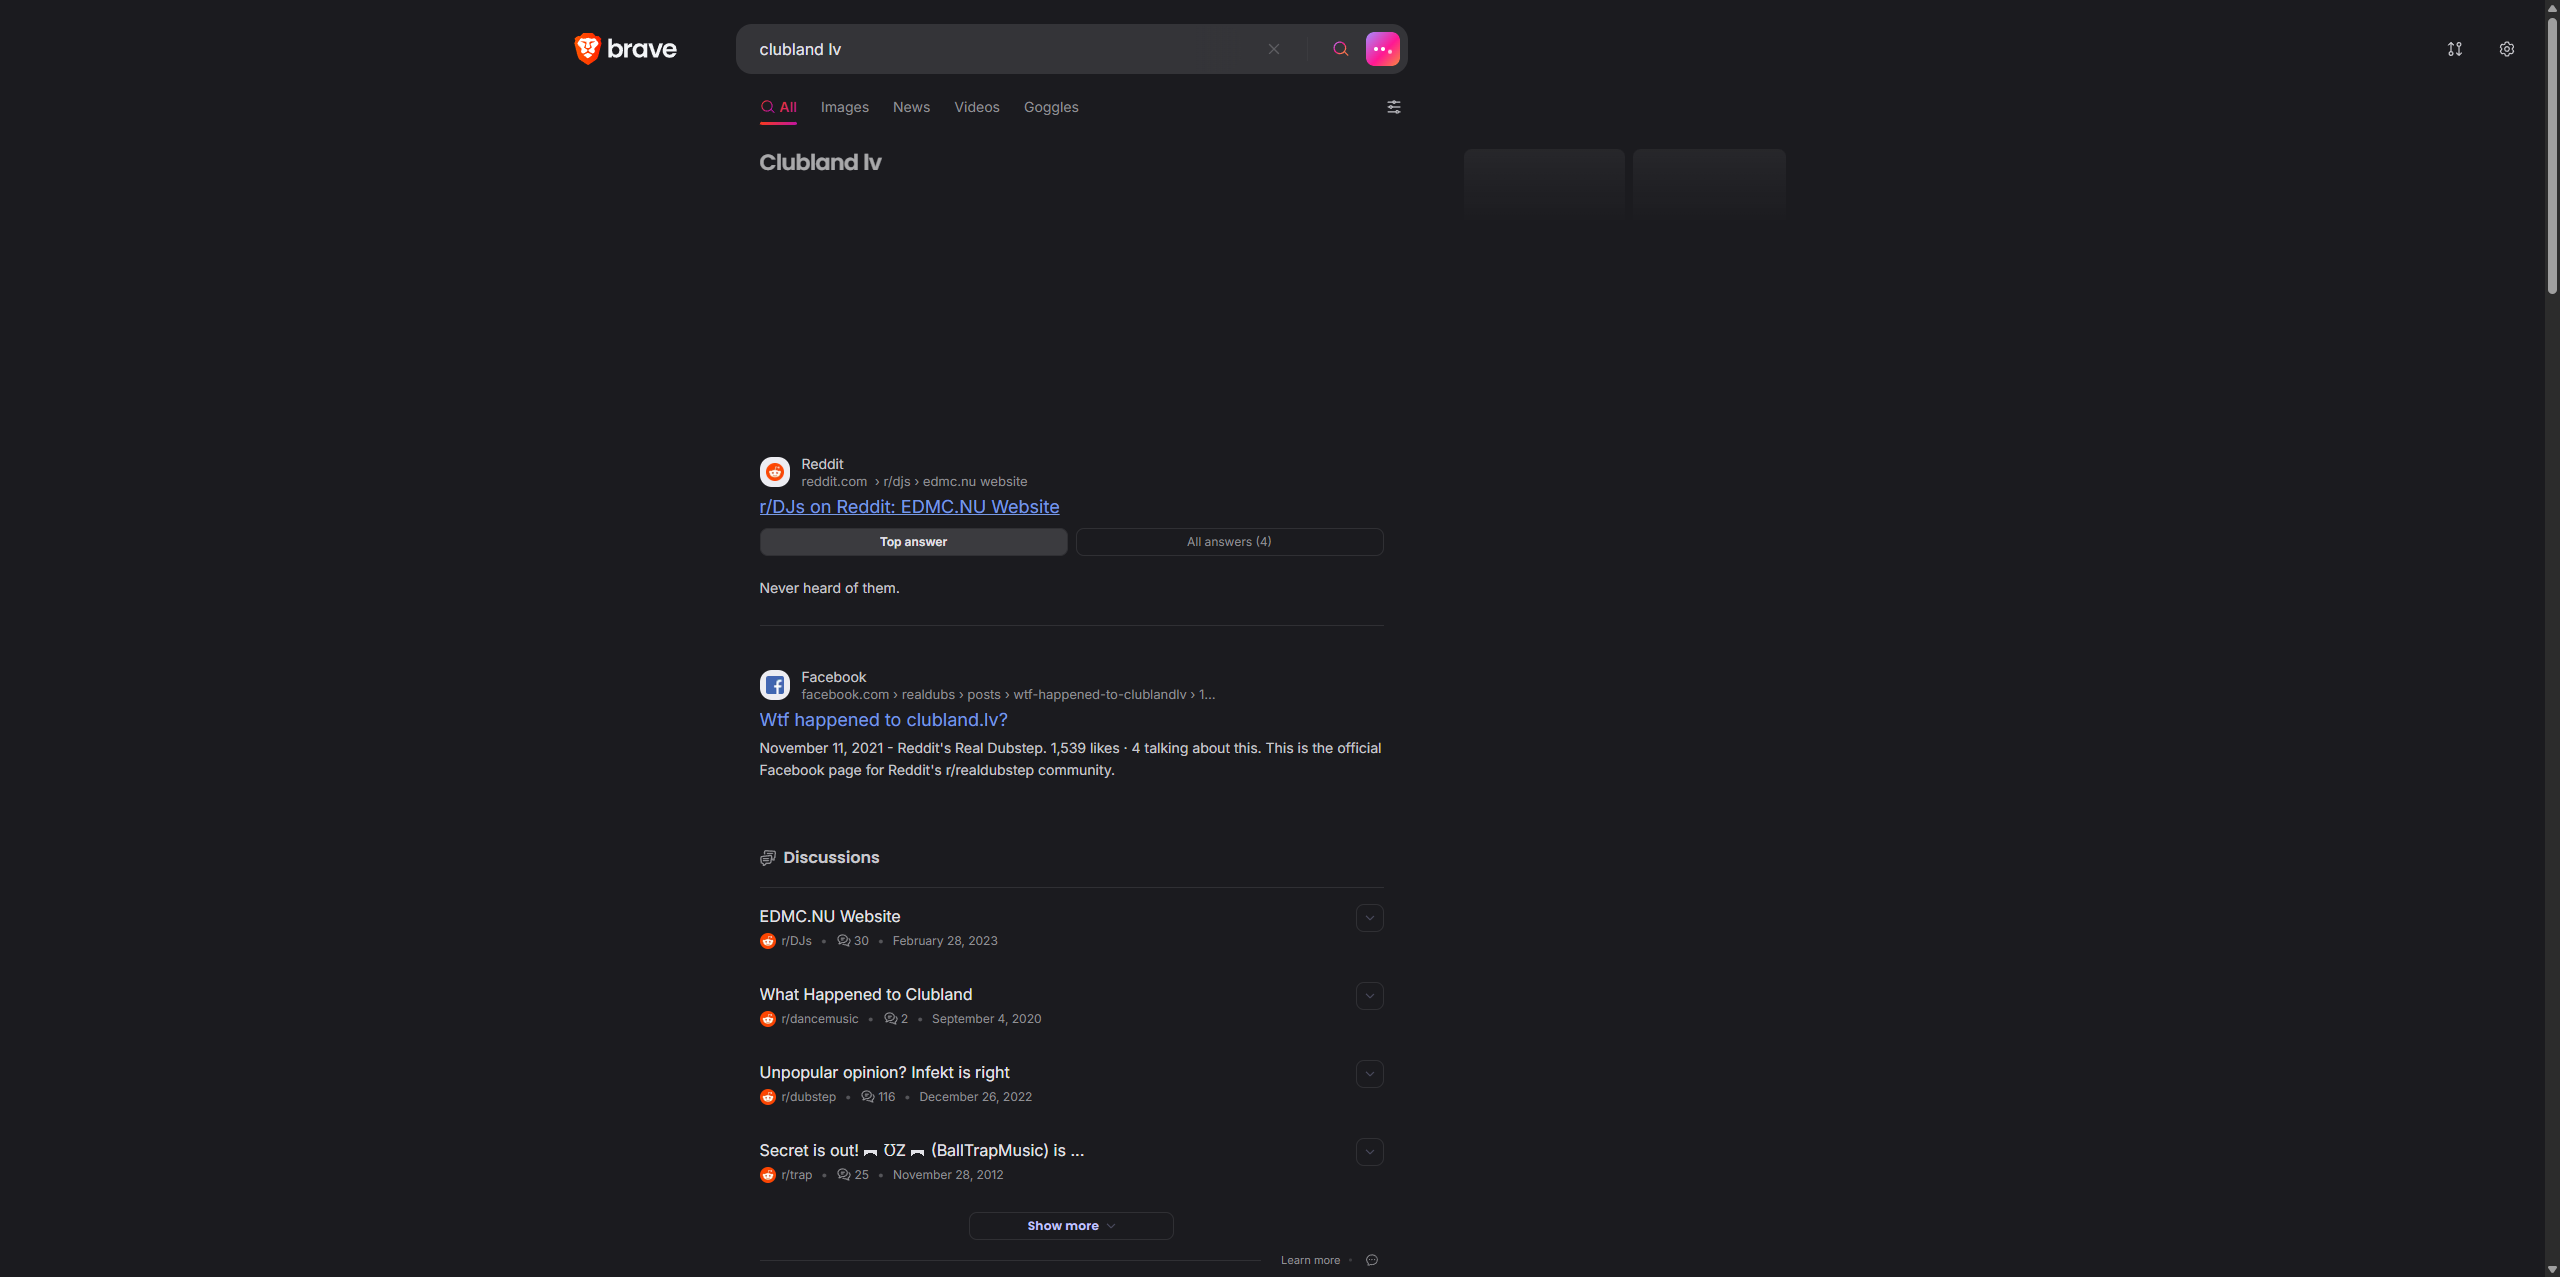 brave
clubland lv
All
Images
News
Videos
Goggles
Clubland lv
Reddit
reddit.com › r/djs › edmc.nu website
r/DJs on Reddit: EDMC.NU Website
Top answer
All answers (4)
Never heard of them.
Facebook
facebook.com › realdubs › posts › wtf-happened-to-clublandlv › 1...
Wtf happened to clubland.lv?
November 11, 2021 - Reddit's Real Dubstep. 1,539 likes · 4 talking about this. This is the official
Facebook page for Reddit's r/realdubstep community.
Discussions
EDMC.NU Website
r/DJs • 30 • February 28, 2023
What Happened to Clubland
r/dancemusic • 2 • September 4, 2020
Unpopular opinion? Infekt is right
r/dubstep • 116 • December 26, 2022
Secret is out! ︻ ƱZ ︻ (BallTrapMusic) is ...
r/trap • 25 • November 28, 2012
Show more
Learn more